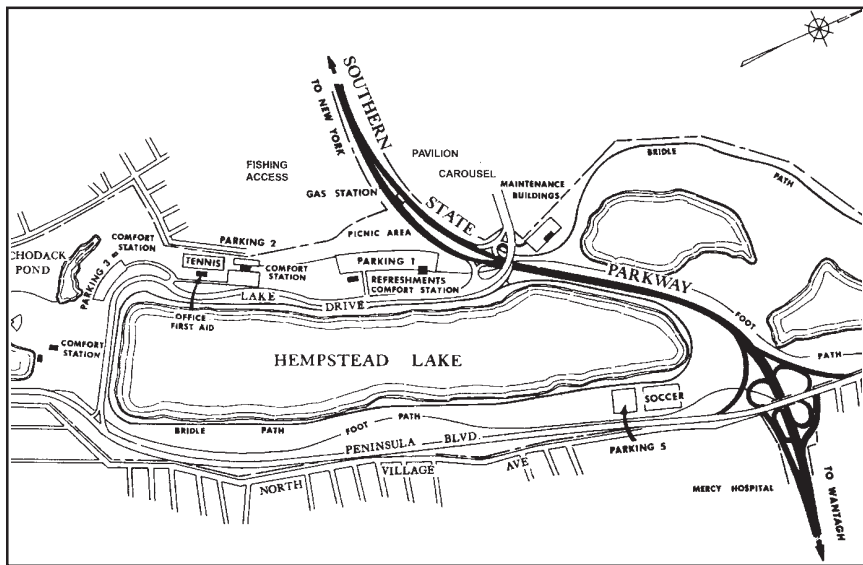 SOUTHERN
STATE
PARKWAY
TO NEW YORK
FISHING
ACCESS
PAVILION
CAROUSEL
GAS STATION
MAINTENANCE
BUILDINGS
BRIDLE
PATH
PARKING 2
PICNIC AREA
COMFORT
STATION
CHODACK
POND
PARKING 3
TENNIS
COMFORT
STATION
PARKING 1
REFRESHMENTS
COMFORT STATION
LAKE
DRIVE
OFFICE
FIRST AID
COMFORT
STATION
HEMPSTEAD LAKE
FOOT
PATH
SOCCER
BRIDLE PATH
FOOT PATH
PENINSULA BLVD.
PARKING 5
NORTH VILLAGE AVE
MERCY HOSPITAL
TO WANTAGH